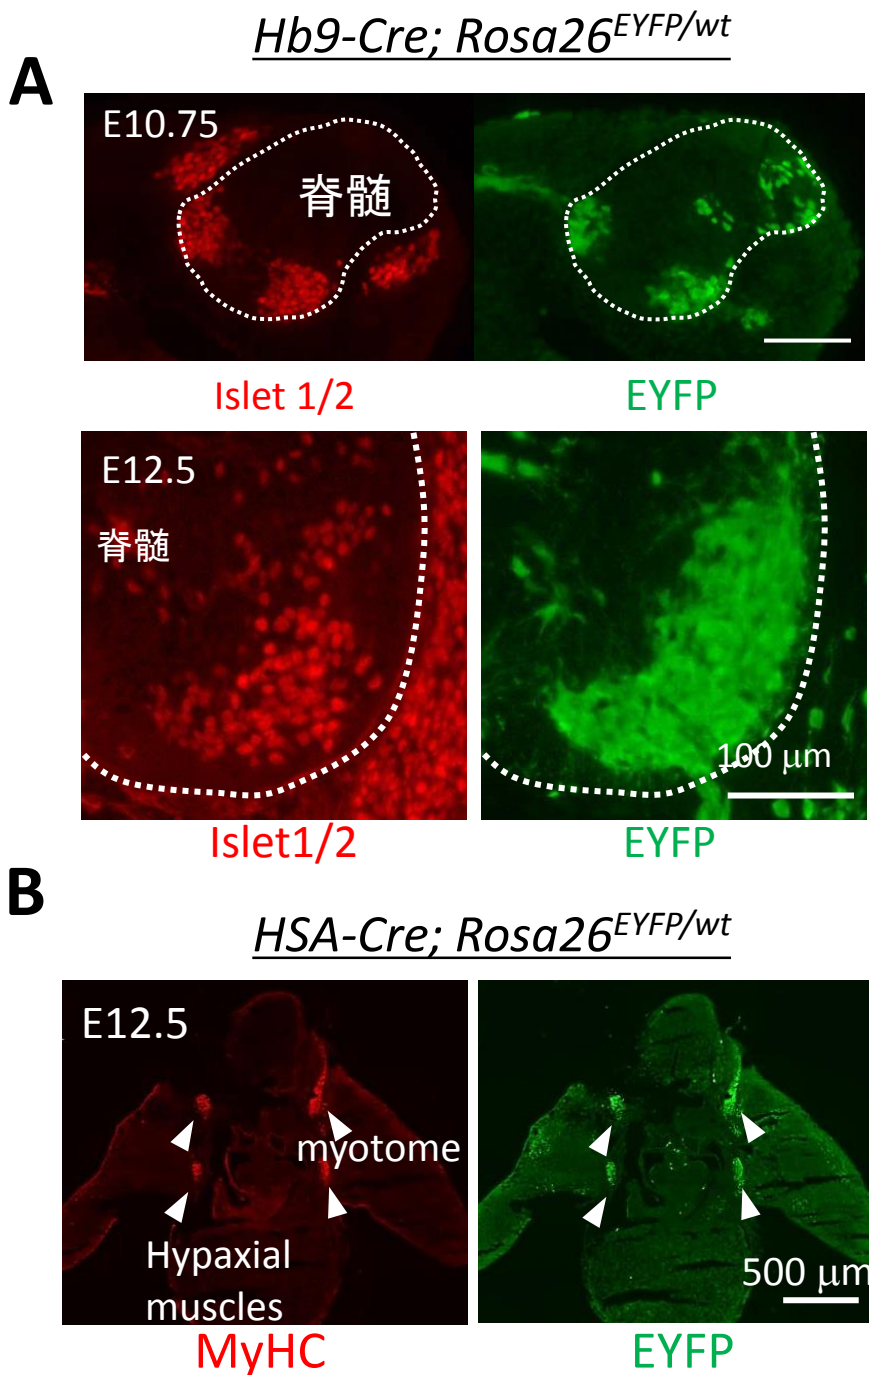 Hb9-Cre; Rosa26EYFP/wt
A
E10.75
脊髄
Islet 1/2
EYFP
E12.5
脊髄
100 μm
Islet1/2
EYFP
B
HSA-Cre; Rosa26EYFP/wt
E12.5
myotome
Hypaxial
muscles
500 μm
MyHC
EYFP